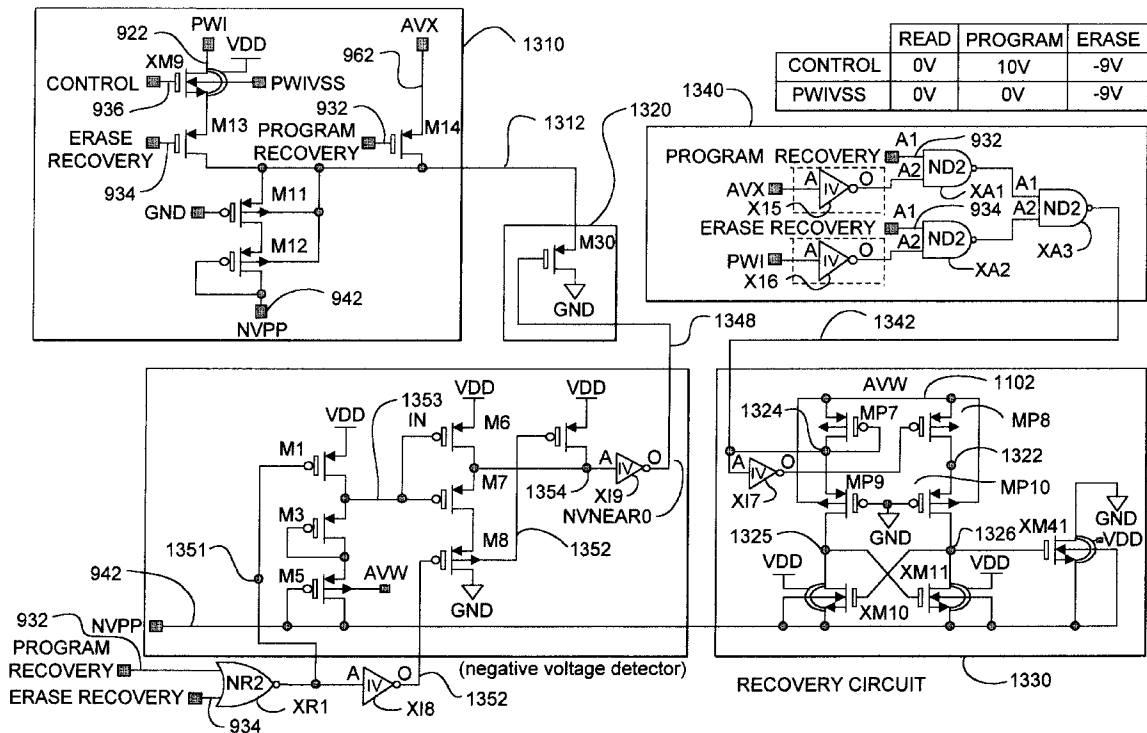 PWI
922
VDD
XM9
CONTROL
PWIVSS
936
M13
ERASE RECOVERY
934
GND
M11
M12
942
NVPP
AVX
962
932
PROGRAM RECOVERY
M14
1310
1312
1320
M30
GND
READ PROGRAM ERASE
CONTROL 0V 10V -9V
PWIVSS 0V 0V -9V
1340
PROGRAM RECOVERY
A1
932
AVX
A
IV
O
A2
ND2
X15
XA1
A1
ERASE RECOVERY
A1
934
A2
ND2
PWI
A
IV
O
A2
ND2
X16
XA2
XA3
1348
1342
VDD
M1
1353
IN
VDD
M6
VDD
M3
M7
A
IV
O
1354
XI9
NVNEAR0
1351
M5
AVW
M8
1352
GND
942
NVPP
(negative voltage detector)
932
PROGRAM RECOVERY
NR2
ERASE RECOVERY
934
XR1
A
IV
O
XI8
1352
AVW
1102
1324
MP7
MP8
A
IV
O
XI7
1322
MP9
MP10
GND
1325
1326
XM41
GND
VDD
VDD
XM10
XM11
VDD
RECOVERY CIRCUIT
1330